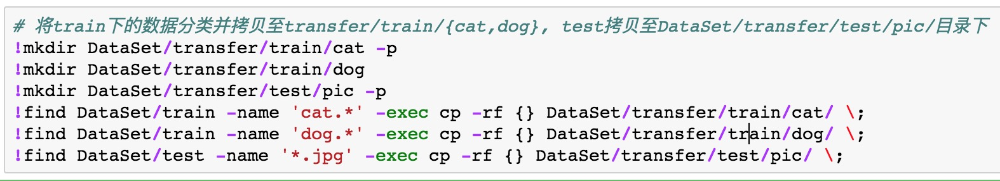 # 将train下的数据分类并拷贝至transfer/train/{cat,dog}, test拷贝至DataSet/transfer/test/pic/目录下
!mkdir DataSet/transfer/train/cat -p
!mkdir DataSet/transfer/train/dog
!mkdir DataSet/transfer/test/pic -p
!find DataSet/train -name 'cat.*' -exec cp -rf {} DataSet/transfer/train/cat/ \;
!find DataSet/train -name 'dog.*' -exec cp -rf {} DataSet/transfer/train/dog/ \;
!find DataSet/test -name '*.jpg' -exec cp -rf {} DataSet/transfer/test/pic/ \;